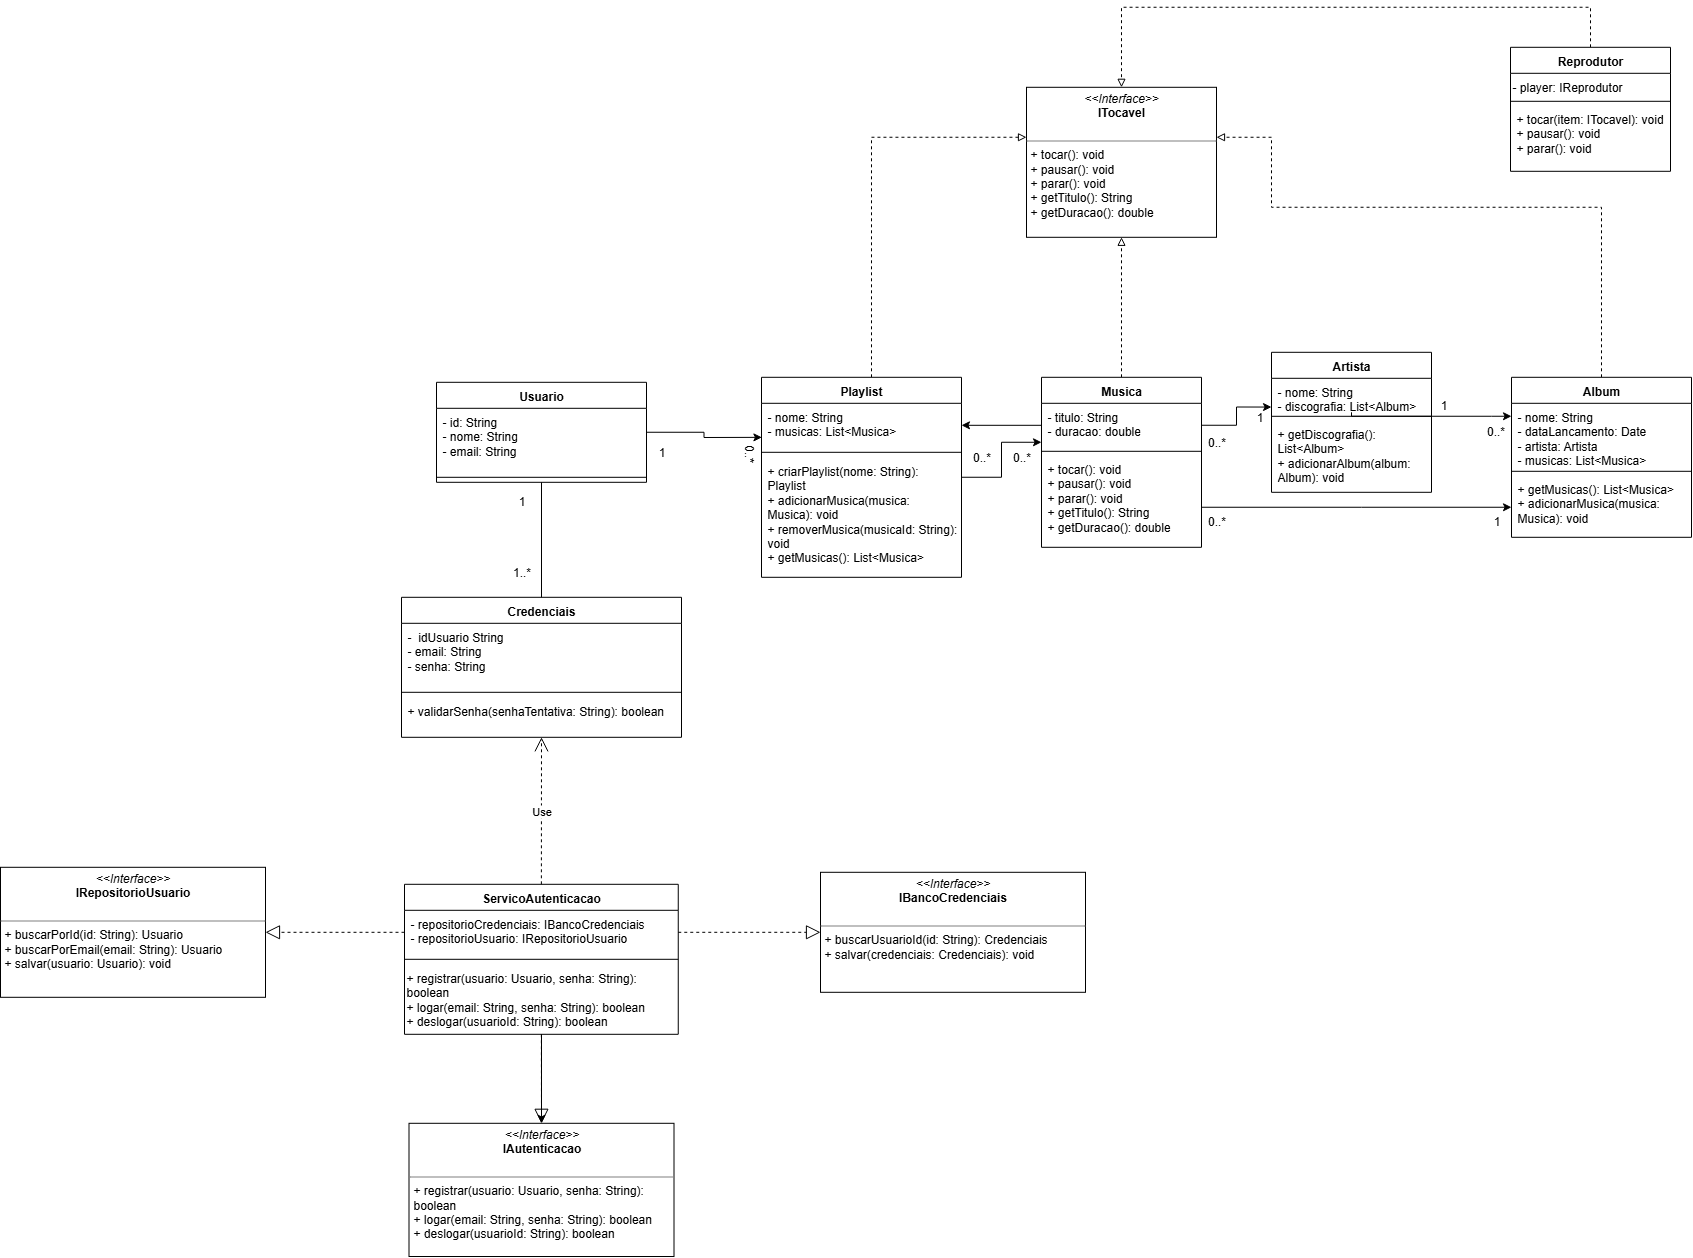 Reprodutor
- player: IReprodutor
+ tocar(item: ITocavel): void
+ pausar(): void
+ parar(): void
<<Interface>>
ITocavel
+ tocar(): void
+ pausar(): void
+ parar(): void
+ getTitulo(): String
+ getDuracao(): double
Usuario
- id: String
- nome: String
- email: String
1
0..*
1
1..*
Playlist
- nome: String
- musicas: List<Musica>
+ criarPlaylist(nome: String):
Playlist
+ adicionarMusica(musica:
Musica): void
+ removerMusica(musicaId: String):
void
+ getMusicas(): List<Musica>
0..*
0..*
Musica
- titulo: String
- duracao: double
+ tocar(): void
+ pausar(): void
+ parar(): void
+ getTitulo(): String
+ getDuracao(): double
0..*
1
0..*
1
Artista
- nome: String
- discografia: List<Album>
+ getDiscografia():
List<Album>
+ adicionarAlbum(album:
Album): void
1
0..*
Album
- nome: String
- dataLancamento: Date
- artista: Artista
- musicas: List<Musica>
+ getMusicas(): List<Musica>
+ adicionarMusica(musica:
Musica): void
Credenciais
-  idUsuario String
- email: String
- senha: String
+ validarSenha(senhaTentativa: String): boolean
Use
<<Interface>>
IRepositorioUsuario
+ buscarPorId(id: String): Usuario
+ buscarPorEmail(email: String): Usuario
+ salvar(usuario: Usuario): void
ServicoAutenticacao
- repositorioCredenciais: IBancoCredenciais
- repositorioUsuario: IRepositorioUsuario
+ registrar(usuario: Usuario, senha: String):
boolean
+ logar(email: String, senha: String): boolean
+ deslogar(usuarioId: String): boolean
<<Interface>>
IBancoCredenciais
+ buscarUsuarioId(id: String): Credenciais
+ salvar(credenciais: Credenciais): void
<<Interface>>
IAutenticacao
+ registrar(usuario: Usuario, senha: String):
boolean
+ logar(email: String, senha: String): boolean
+ deslogar(usuarioId: String): boolean